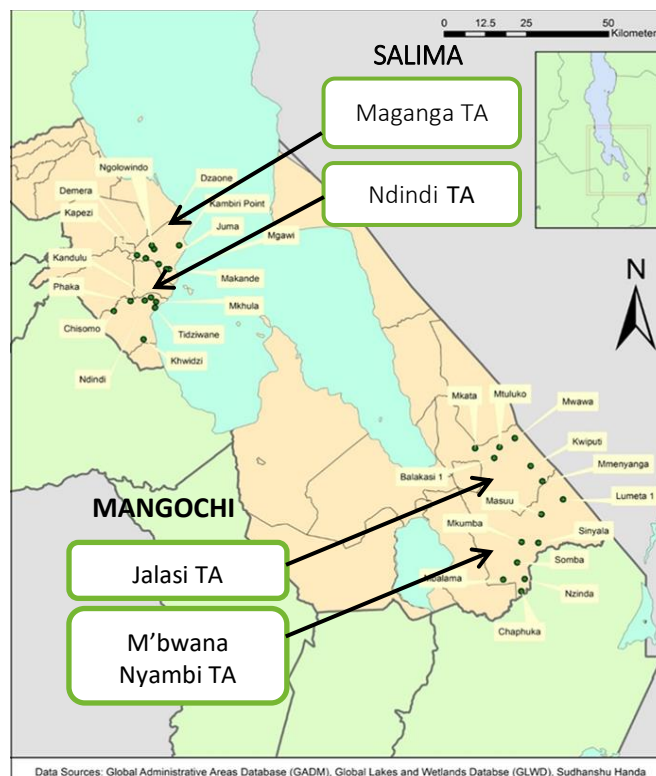 0 12.5 25 50
Kilometer
SALIMA
Maganga TA
Ndindi TA
Ngolowindo
Dzaone
Demera
Kambiri Point
Kapezi
Juma
Mgawi
Kandulu
Makande
Phaka
Mkhula
Chisomo
Tidziwane
Khwidzi
Ndindi
N
Mkata
Mtuluko
Mwawa
Kwiputi
Balakasi 1
Mmenyanga
MANGOCHI
Masuu
Lumeta 1
Mkumba
Sinyala
Jalasi TA
Somba
Mbalama
Nzinda
M'bwana
Nyambi TA
Chaphuka
Data Sources: Global Administrative Areas Database (GADM), Global Lakes and Wetlands Databse (GLWD), Sudhanshu Handa